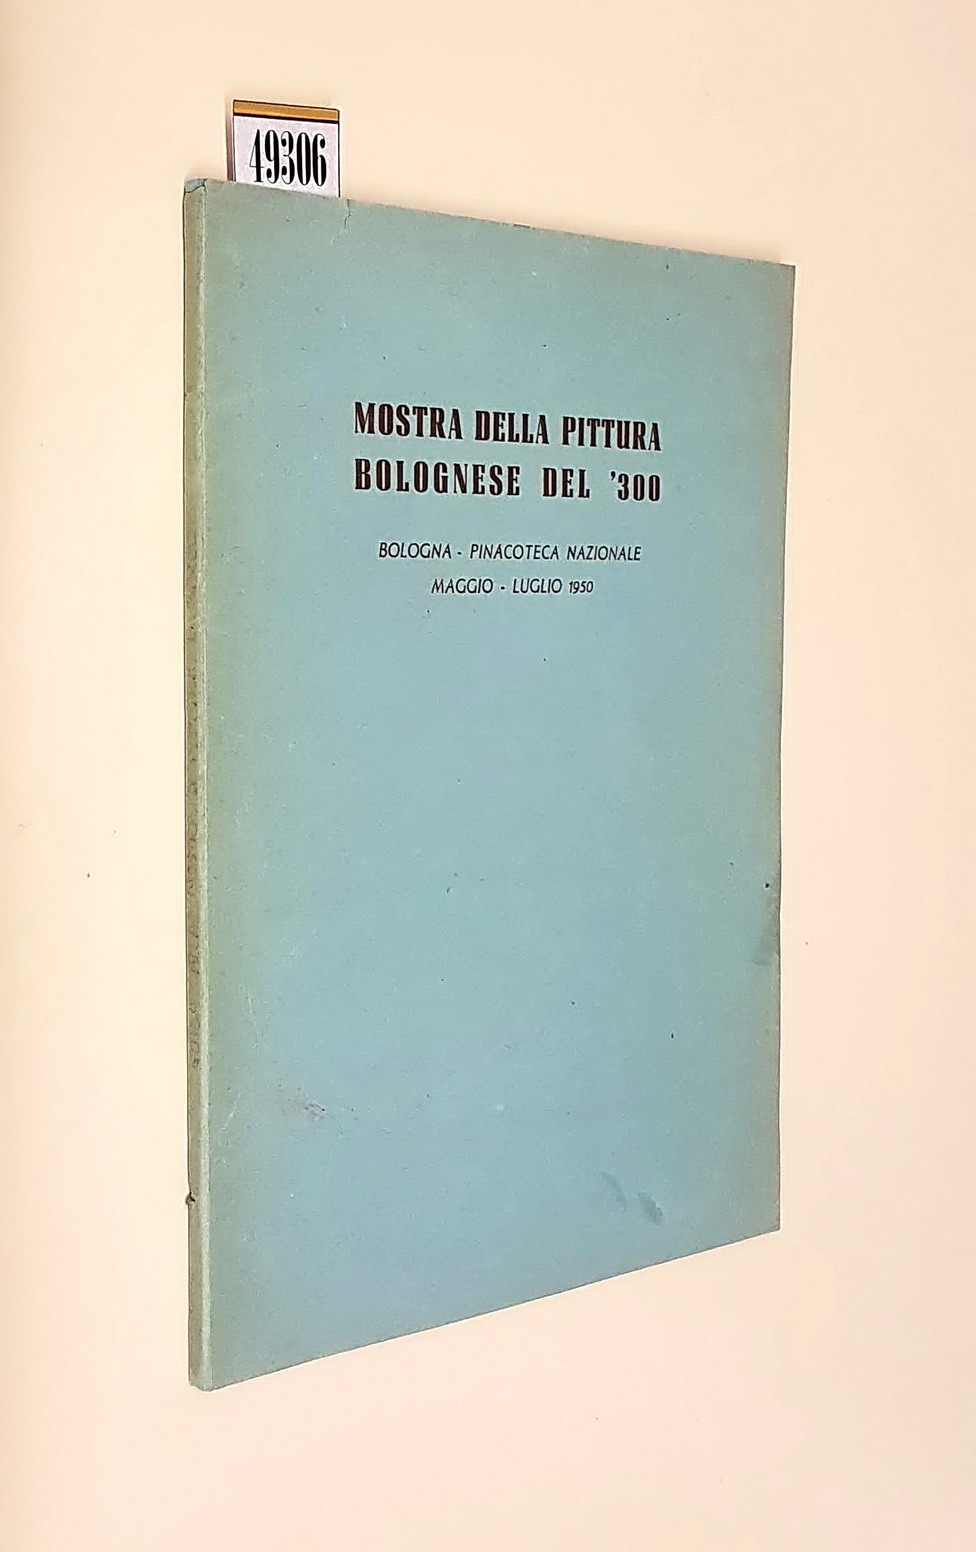 49306
MOSTRA DELLA PITTURA
BOLOGNESE DEL '300
BOLOGNA - PINACOTECA NAZIONALE
MAGGIO - LUGLIO 1950